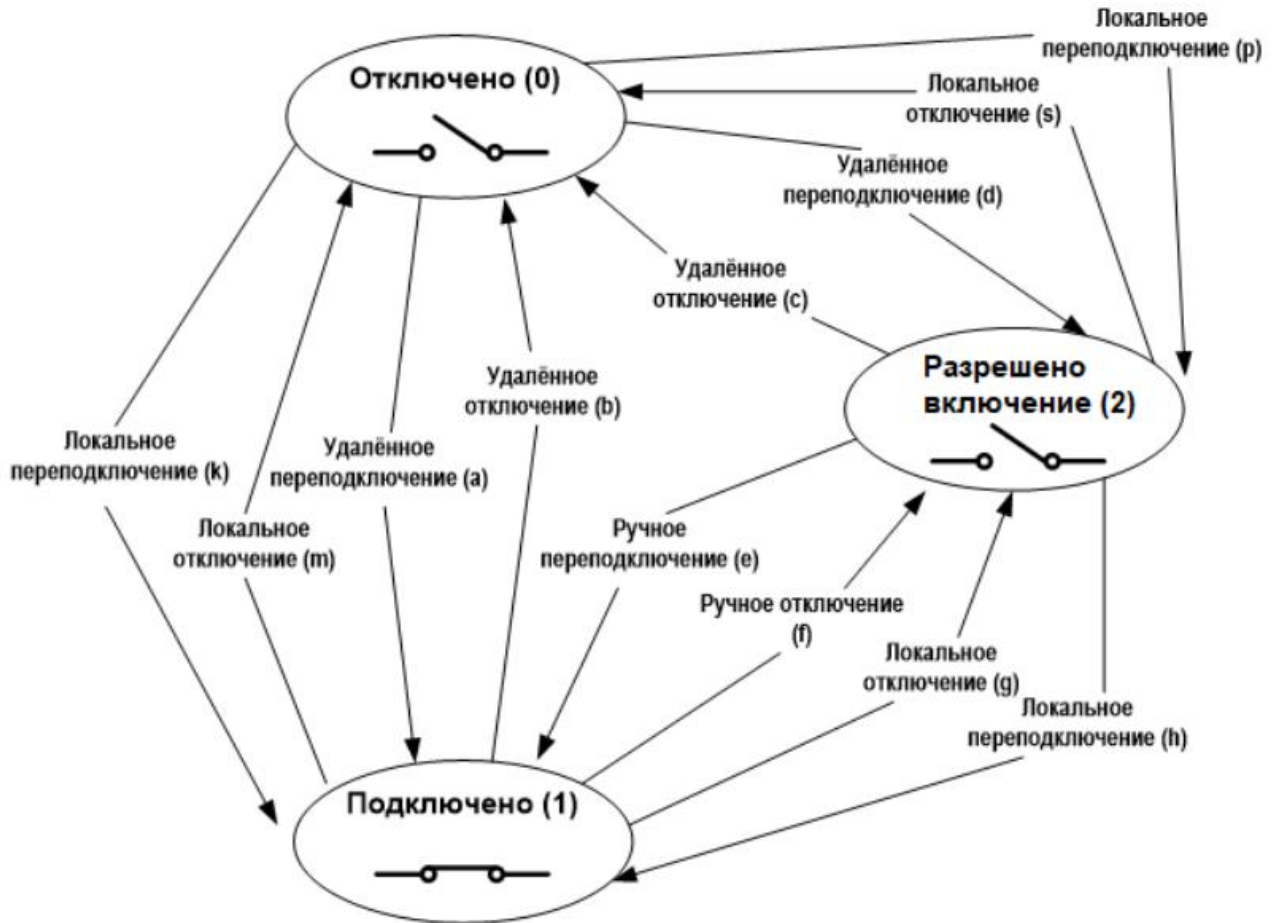 Локальное
переподключение (p)
Отключено (0)
Локальное
отключение (s)
Удалённое
переподключение (d)
Удалённое
отключение (c)
Разрешено
включение (2)
Удалённое
отключение (b)
Локальное
переподключение (k)
Удалённое
переподключение (a)
Локальное
отключение (m)
Ручное
переподключение (e)
Ручное отключение
(f)
Локальное
отключение (g)
Локальное
переподключение (h)
Подключено (1)